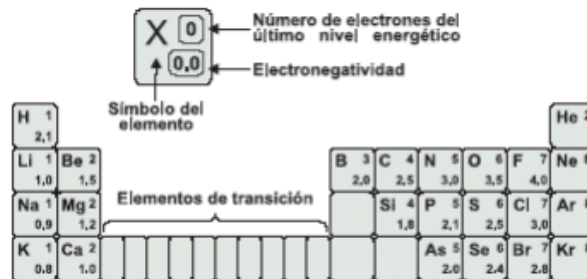 X 0
0,0
Número de electrones del
último nivel energético
Electronegatividad
Símbolo del
elemento
H 1
2,1
He 2
Li 1
1,0
Be 2
1,5
B 3
2,0
C 4
2,5
N 5
3,0
O 6
3,5
F 7
4,0
Ne
Na 1
0,9
Mg 2
1,2
Elementos de transición
Si 4
1,8
P 5
2,1
S 6
2,5
Cl 7
3,0
Ar
K 1
0.8
Ca 2
1.0
As 5
2.0
Se 6
2.4
Br 7
2.8
Kr